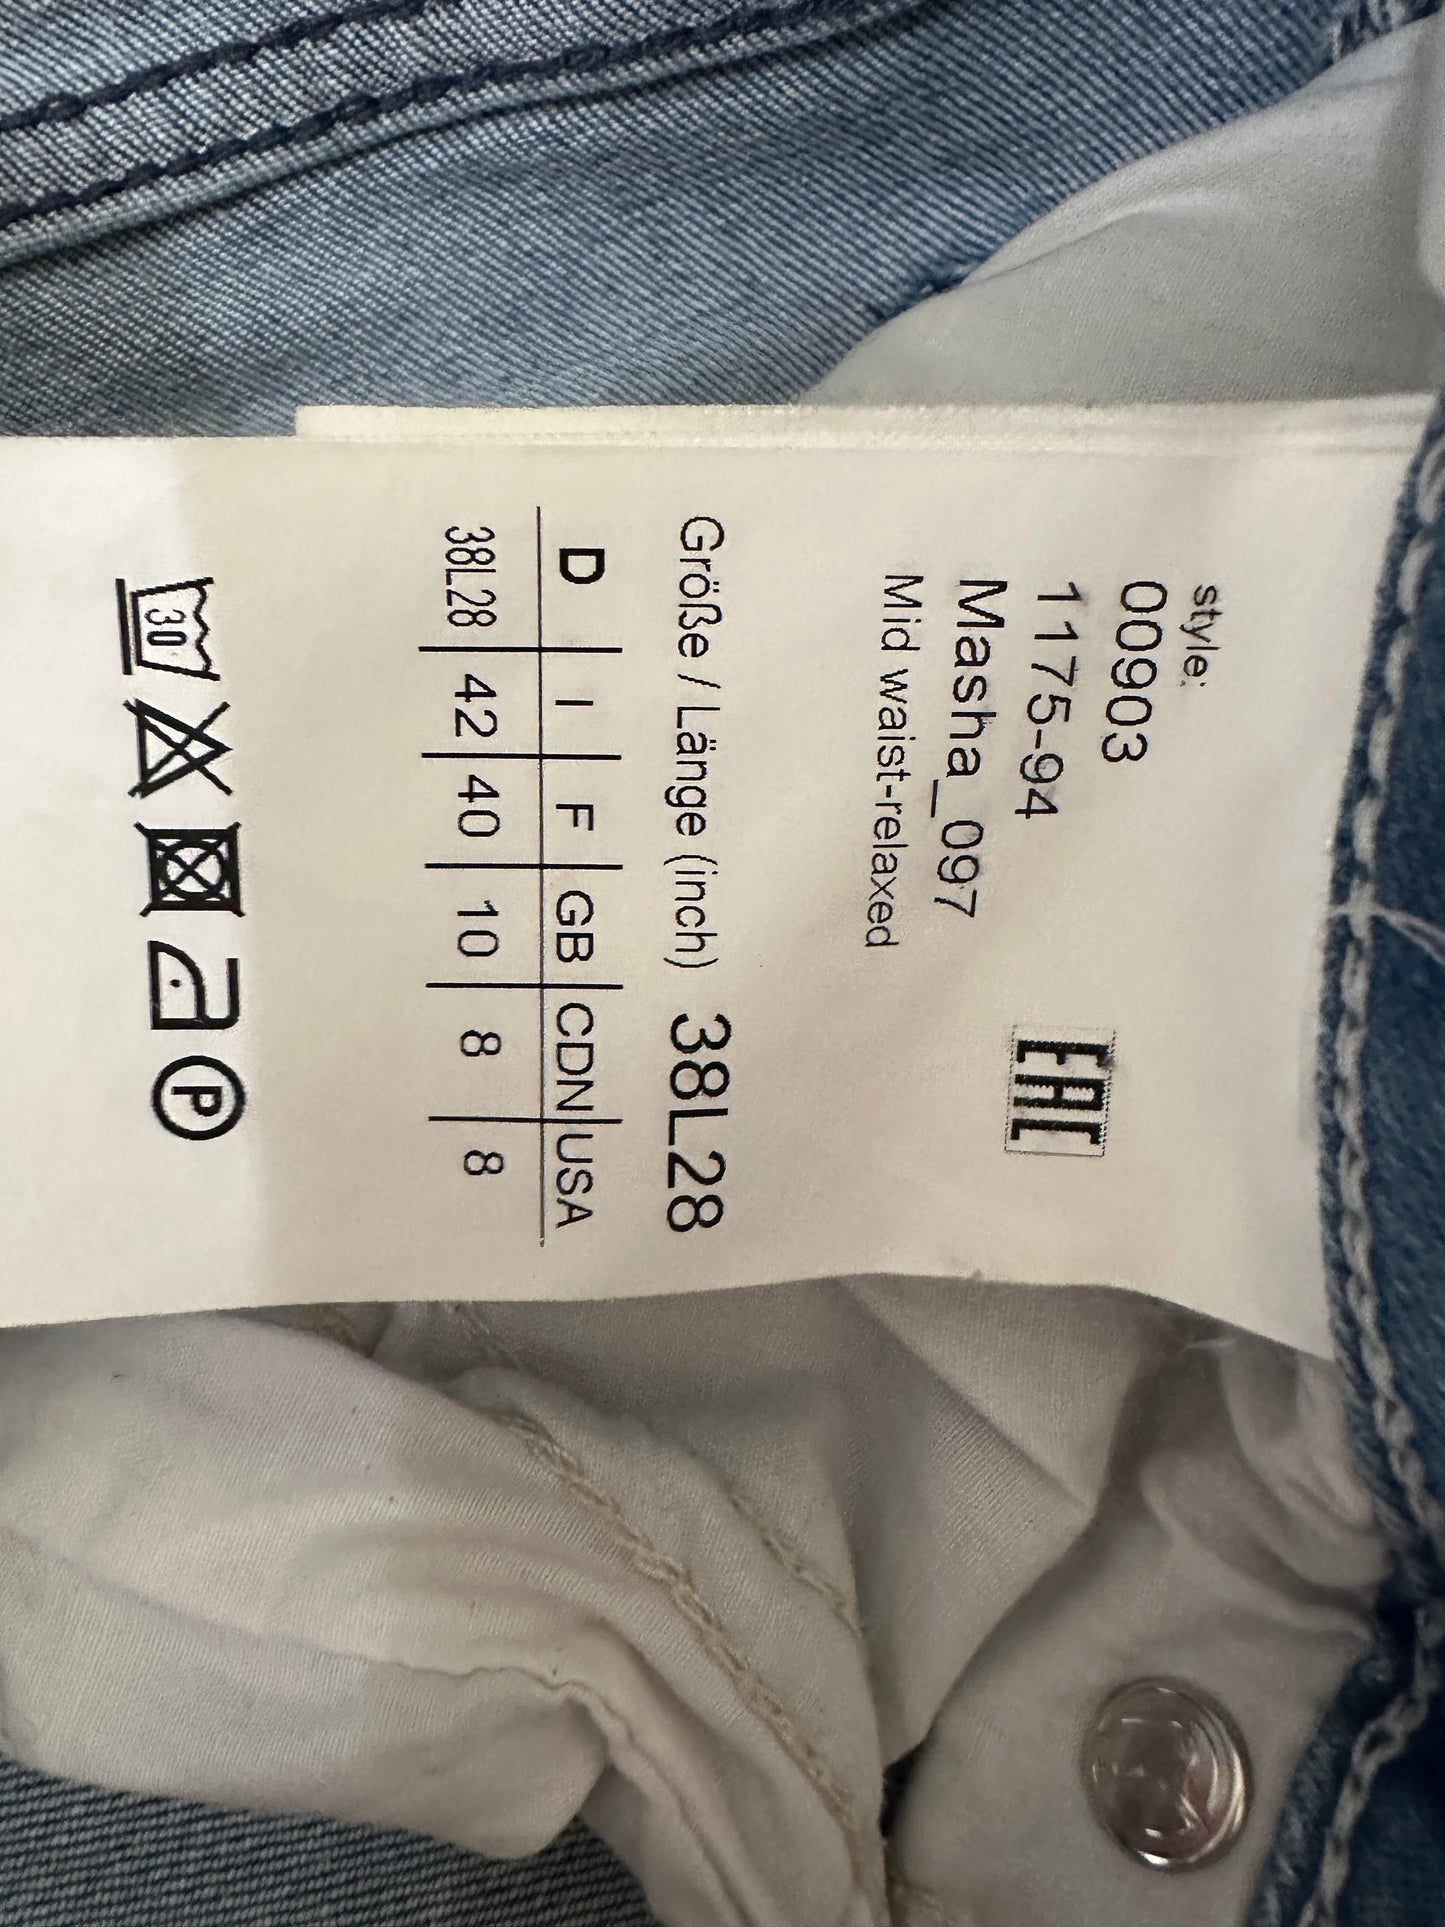 style:
00903
1175-94
EAC
Masha_097
Mid waist-relaxed
Größe / Länge (inch) 38L28
D I F GB CDN USA
38L28 42 40 10 8 8
30 P